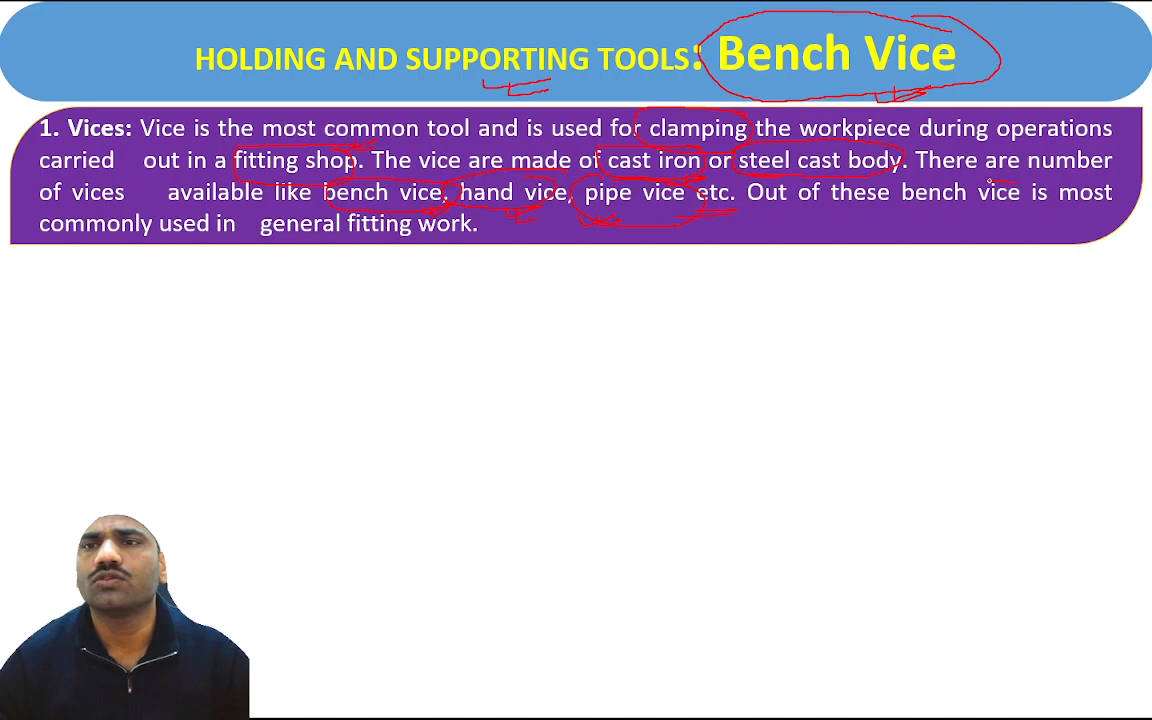 HOLDING AND SUPPORTING TOOLS: Bench Vice
1. Vices: Vice is the most common tool and is used for clamping the workpiece during operations
carried out in a fitting shop. The vice are made of cast iron or steel cast body. There are number
of vices available like bench vice, hand vice, pipe vice etc. Out of these bench vice is most
commonly used in general fitting work.